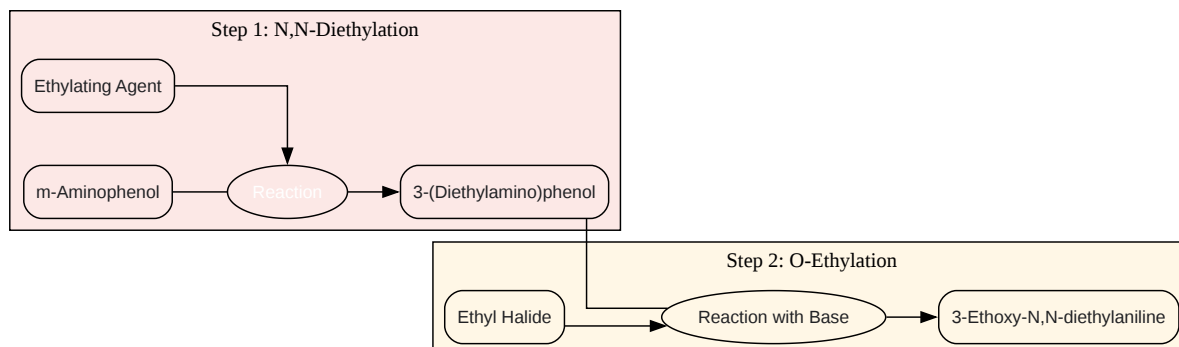 Step 1: N,N-Diethylation
Ethylating Agent
m-Aminophenol
Reaction
3-(Diethylamino)phenol
Step 2: O-Ethylation
Ethyl Halide
Reaction with Base
3-Ethoxy-N,N-diethylaniline